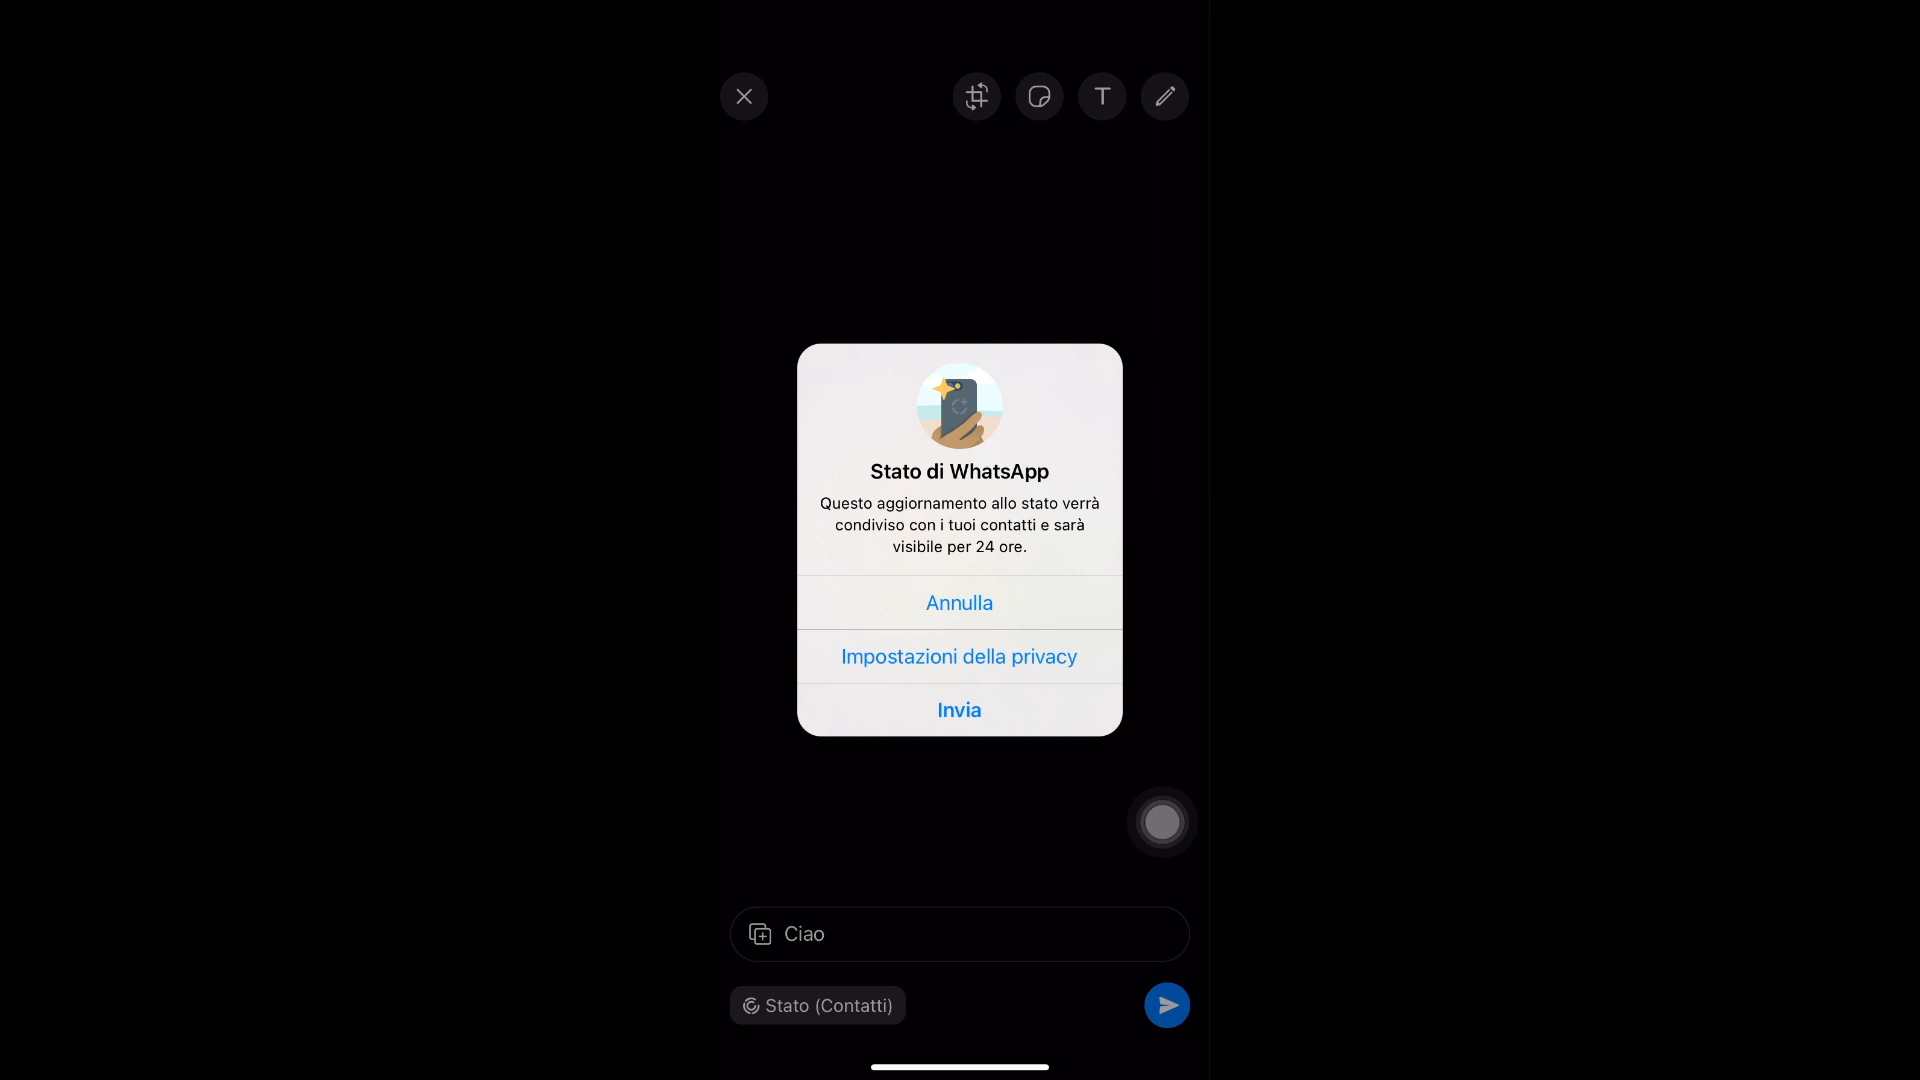 Stato di WhatsApp
Questo aggiornamento allo stato verrà
condiviso con i tuoi contatti e sarà
visibile per 24 ore.
Annulla
Impostazioni della privacy
Invia
Ciao
Stato (Contatti)